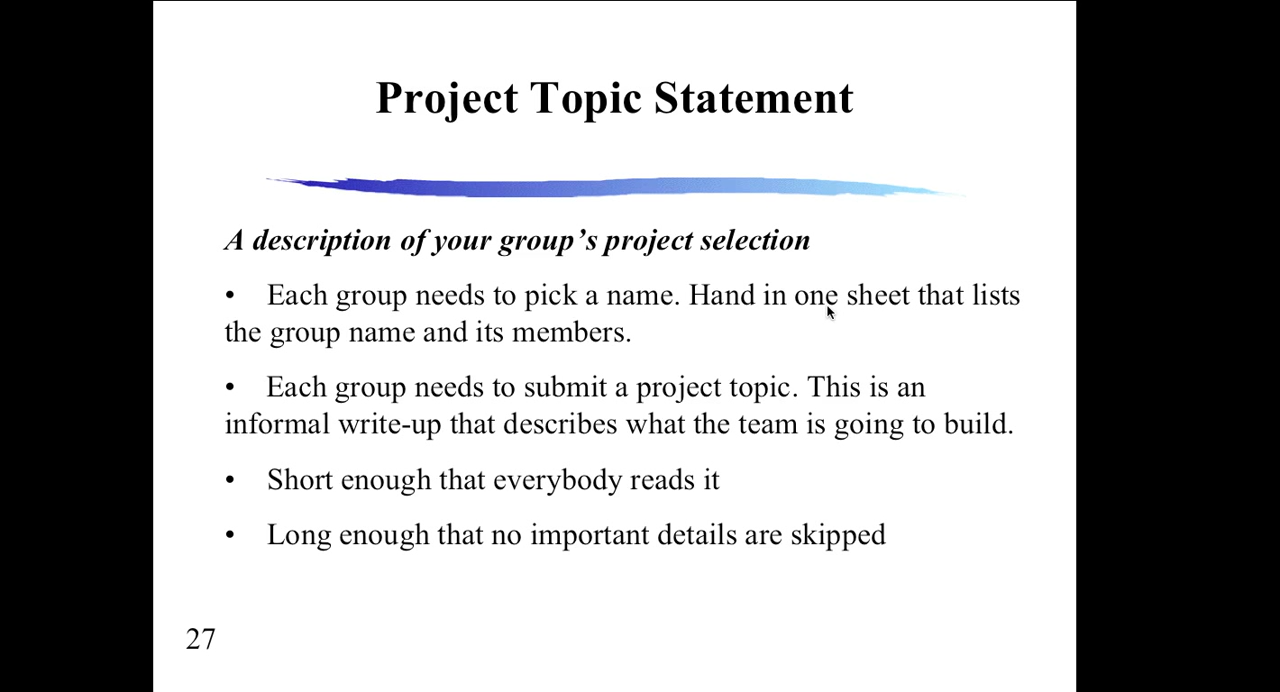 Project Topic Statement
A description of your group’s project selection
• Each group needs to pick a name. Hand in one sheet that lists
the group name and its members.
• Each group needs to submit a project topic. This is an
informal write-up that describes what the team is going to build.
• Short enough that everybody reads it
• Long enough that no important details are skipped
27